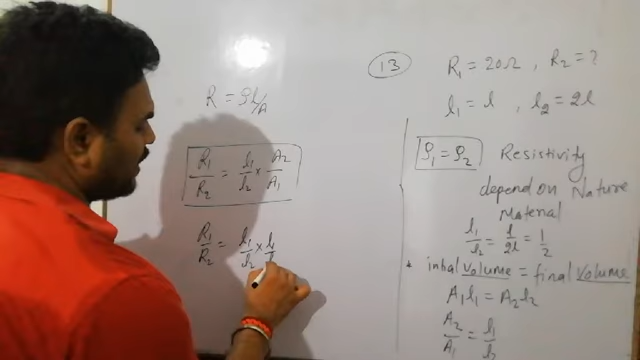 R = ρl/A
R₁/R₂ = l₁/l₂ × A₂/A₁
R₁/R₂ = l₁/l₂ × l₁/l
13
R₁ = 20Ω , R₂ = ?
l₁ = l , l₂ = 2l
ρ₁ = ρ₂ Resistivity
depend on Nature
Material
l₁/l₂ = l/2l = 1/2
* initial volume = final volume
A₁l₁ = A₂l₂
A₂/A₁ = l₁/l₂